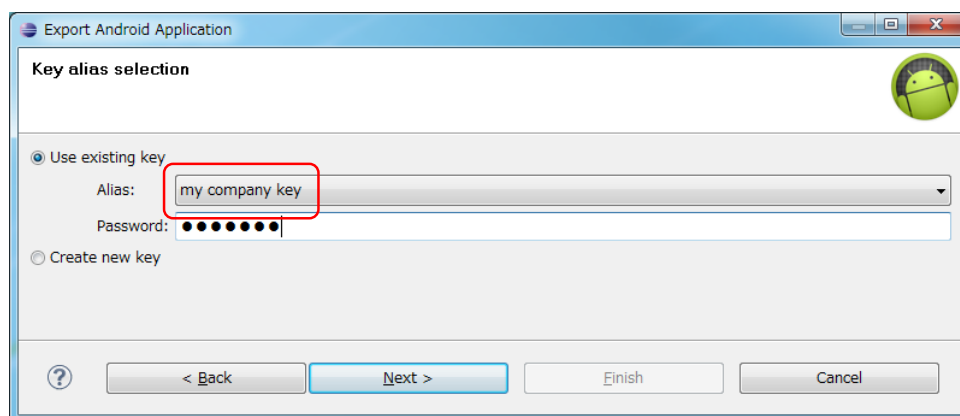 Export Android Application
Key alias selection
Use existing key
Alias: my company key
Password: ●●●●●●●
Create new key
? < Back Next > Finish Cancel